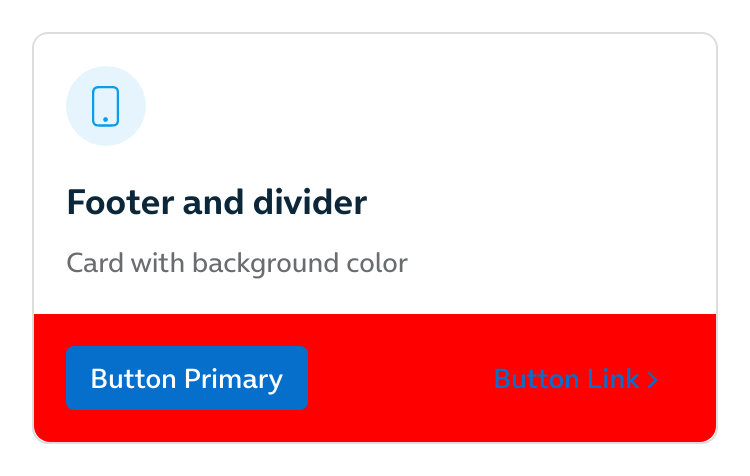 Footer and divider
Card with background color
Button Primary
Button Link